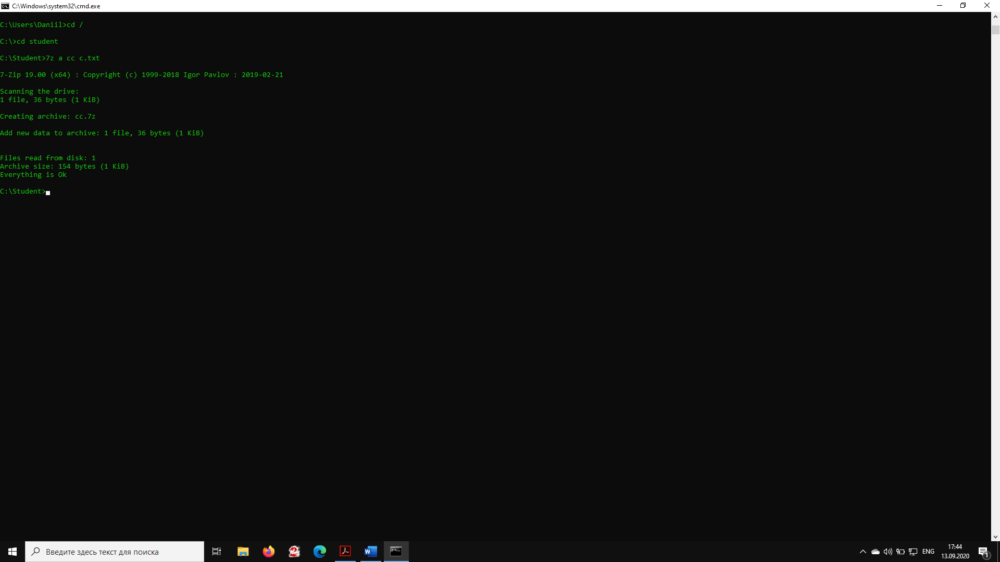 C:\Windows\system32\cmd.exe
C:\Users\Daniil>cd /
C:\>cd student
C:\Student>7z a cc c.txt
7-Zip 19.00 (x64) : Copyright (c) 1999-2018 Igor Pavlov : 2019-02-21
Scanning the drive:
1 file, 36 bytes (1 KiB)
Creating archive: cc.7z
Add new data to archive: 1 file, 36 bytes (1 KiB)
Files read from disk: 1
Archive size: 154 bytes (1 KiB)
Everything is Ok
C:\Student>
Введите здесь текст для поиска
ENG
17:44
13.09.2020
1